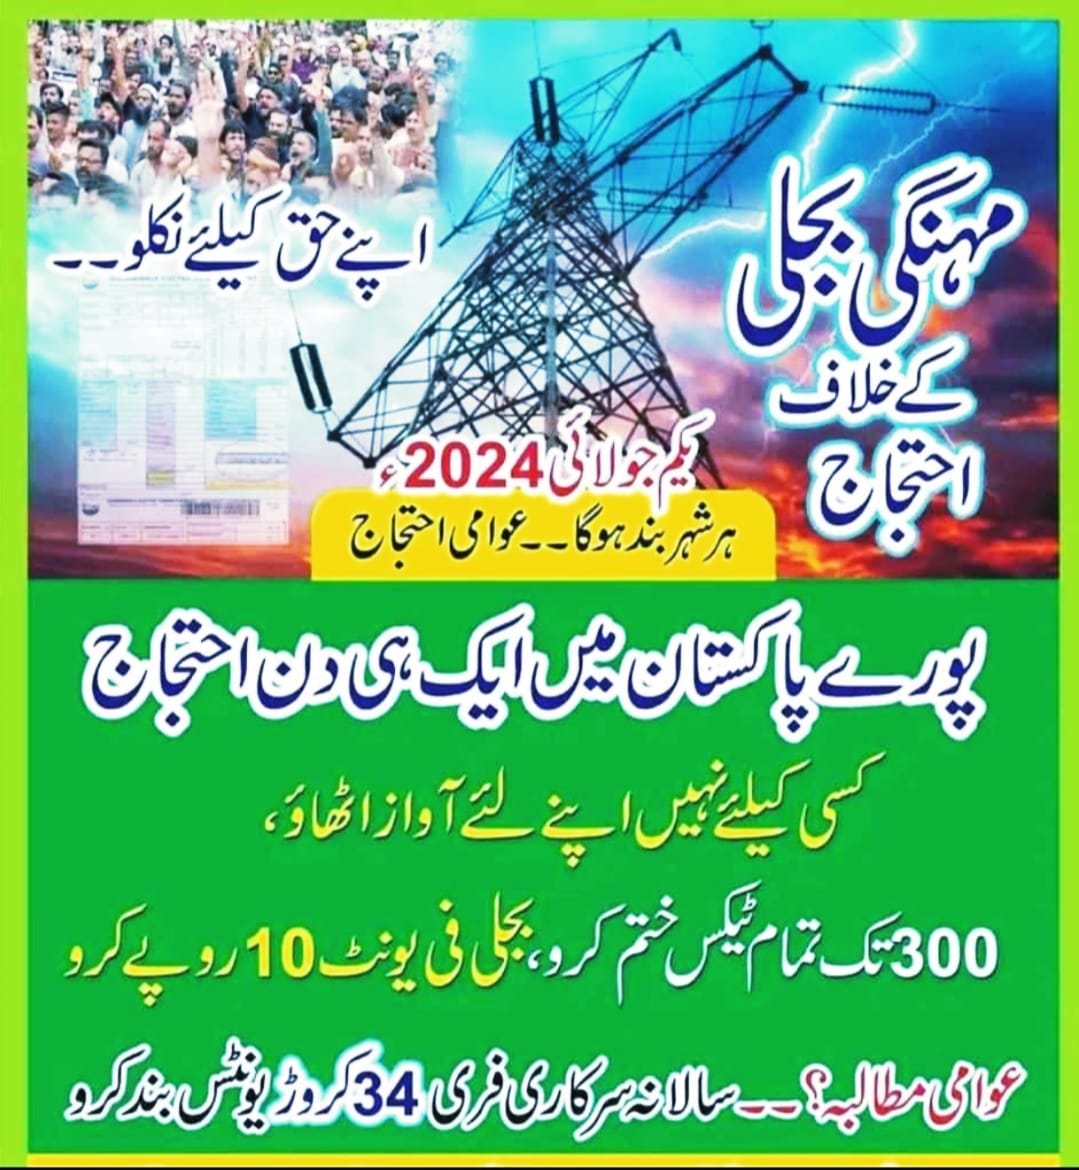 اپنے حق کیلئے نکلو۔۔
مہنگی بجلی
کے خلاف
احتجاج
یکم جولائی 2024ء
ہر شہر بند ہوگا۔۔عوامی احتجاج
پورے پاکستان میں ایک ہی دن احتجاج
کسی کیلئے نہیں اپنے لئے آواز اٹھاؤ،
300 تک تمام ٹیکس ختم کرو، بجلی فی یونٹ 10 روپے کرو
عوامی مطالبہ؟۔۔سالانہ سرکاری فری 34 کروڑ یونٹس بند کرو